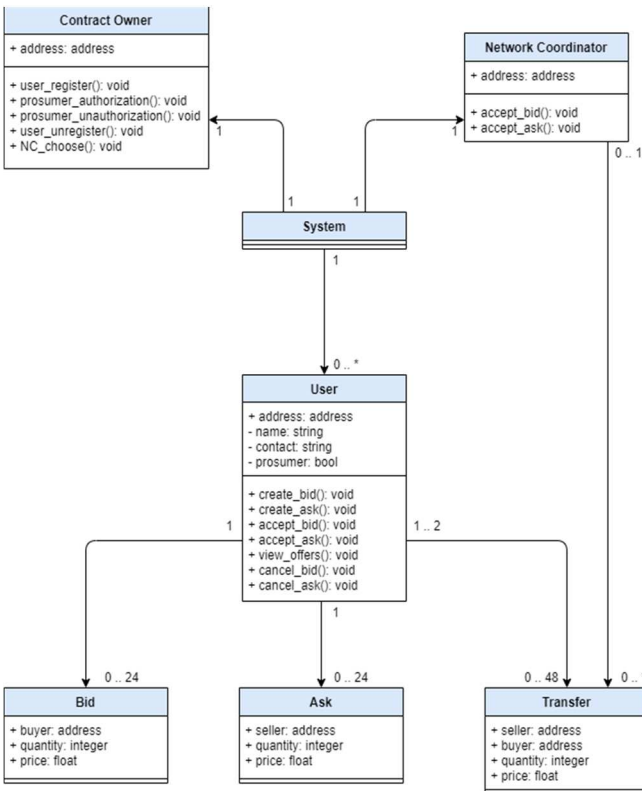 Contract Owner
+ address: address
+ user_register(): void
+ prosumer_authorization(): void
+ prosumer_unauthorization(): void
+ user_unregister(): void
+ NC_choose(): void
Network Coordinator
+ address: address
+ accept_bid(): void
+ accept_ask(): void
1
1
0 .. 1
1
1
System
1
0 .. *
User
+ address: address
- name: string
- contact: string
- prosumer: bool
+ create_bid(): void
+ create_ask(): void
+ accept_bid(): void
+ accept_ask(): void
+ view_offers(): void
+ cancel_bid(): void
+ cancel_ask(): void
1
1 .. 2
1
0 .. 24
0 .. 24
0 .. 48
0 ..
Bid
+ buyer: address
+ quantity: integer
+ price: float
Ask
+ seller: address
+ quantity: integer
+ price: float
Transfer
+ seller: address
+ buyer: address
+ quantity: integer
+ price: float